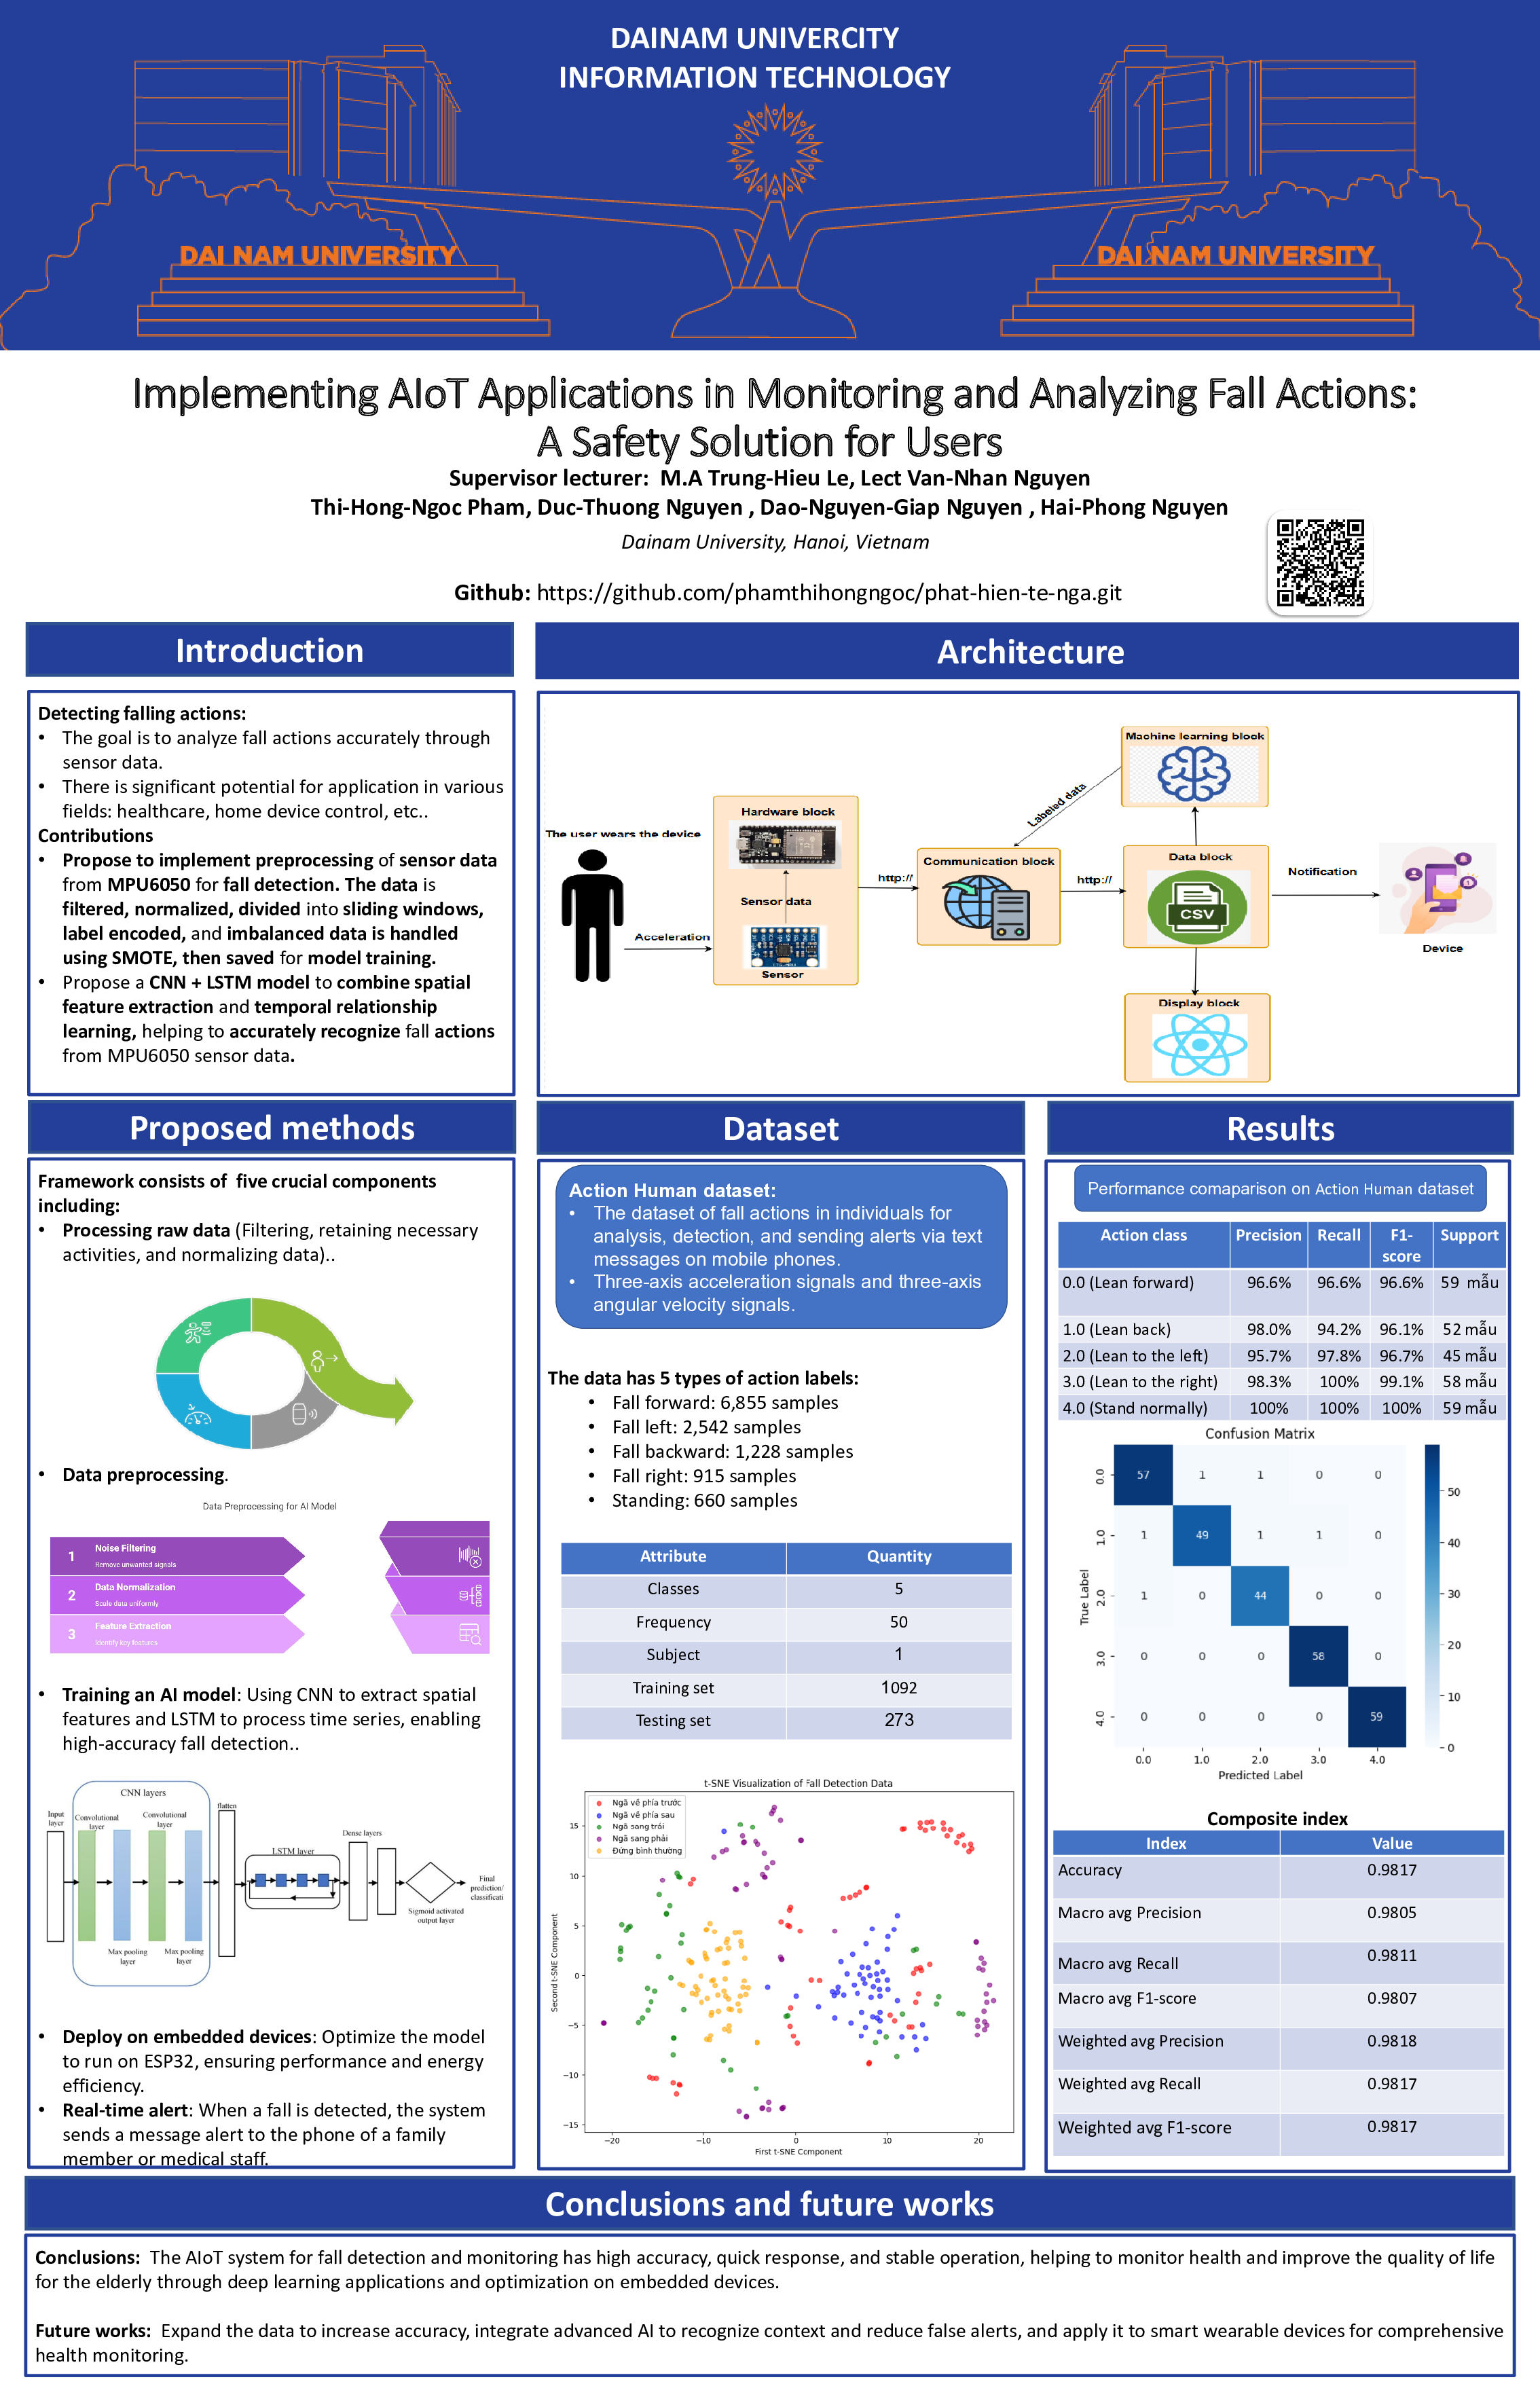 DAINAM UNIVERCITY
INFORMATION TECHNOLOGY
DAI NAM UNIVERSITY
DAI NAM UNIVERSITY
Implementing AIoT Applications in Monitoring and Analyzing Fall Actions:
A Safety Solution for Users
Supervisor lecturer: M.A Trung-Hieu Le, Lect Van-Nhan Nguyen
Thi-Hong-Ngoc Pham, Duc-Thuong Nguyen , Dao-Nguyen-Giap Nguyen , Hai-Phong Nguyen
Dainam University, Hanoi, Vietnam
Github: https://github.com/phamthihongngoc/phat-hien-te-nga.git
Introduction
Detecting falling actions:
• The goal is to analyze fall actions accurately through
sensor data.
• There is significant potential for application in various
fields: healthcare, home device control, etc..
Contributions
• Propose to implement preprocessing of sensor data
from MPU6050 for fall detection. The data is
filtered, normalized, divided into sliding windows,
label encoded, and imbalanced data is handled
using SMOTE, then saved for model training.
• Propose a CNN + LSTM model to combine spatial
feature extraction and temporal relationship
learning, helping to accurately recognize fall actions
from MPU6050 sensor data.
Architecture
The user wears the device
Acceleration
Hardware block
Sensor data
Sensor
http://
Communication block
http://
Labeled data
Machine learning block
Data block
CSV
Notification
Device
Display block
Proposed methods
Framework consists of five crucial components
including:
• Processing raw data (Filtering, retaining necessary
activities, and normalizing data)..
• Data preprocessing.
Data Preprocessing for AI Model
1 Noise Filtering
Remove unwanted signals
2 Data Normalization
Scale data uniformly
3 Feature Extraction
Identify key features
• Training an AI model: Using CNN to extract spatial
features and LSTM to process time series, enabling
high-accuracy fall detection..
CNN layers
Input
layer
Convolutional
layer
Convolutional
layer
flatten
Max pooling
layer
Max pooling
layer
LSTM layer
Dense layers
Sigmoid activated
output layer
Final
prediction/
classificati
• Deploy on embedded devices: Optimize the model
to run on ESP32, ensuring performance and energy
efficiency.
• Real-time alert: When a fall is detected, the system
sends a message alert to the phone of a family
member or medical staff.
Dataset
Action Human dataset:
• The dataset of fall actions in individuals for
analysis, detection, and sending alerts via text
messages on mobile phones.
• Three-axis acceleration signals and three-axis
angular velocity signals.
The data has 5 types of action labels:
• Fall forward: 6,855 samples
• Fall left: 2,542 samples
• Fall backward: 1,228 samples
• Fall right: 915 samples
• Standing: 660 samples
Attribute Quantity
Classes 5
Frequency 50
Subject 1
Training set 1092
Testing set 273
t-SNE Visualization of Fall Detection Data
Ngã về phía trước
Ngã về phía sau
Ngã sang trái
Ngã sang phải
Đứng bình thường
Second t-SNE Component
15
10
5
0
−5
−10
−15
−20 −10 0 10 20
First t-SNE Component
Results
Performance comaparison on Action Human dataset
Action class Precision Recall F1-score Support
0.0 (Lean forward) 96.6% 96.6% 96.6% 59 mẫu
1.0 (Lean back) 98.0% 94.2% 96.1% 52 mẫu
2.0 (Lean to the left) 95.7% 97.8% 96.7% 45 mẫu
3.0 (Lean to the right) 98.3% 100% 99.1% 58 mẫu
4.0 (Stand normally) 100% 100% 100% 59 mẫu
Confusion Matrix
True Label
0.0 57 1 1 0 0
1.0 1 49 1 1 0
2.0 1 0 44 0 0
3.0 0 0 0 58 0
4.0 0 0 0 0 59
0.0 1.0 2.0 3.0 4.0
Predicted Label
50
40
30
20
10
0
Composite index
Index Value
Accuracy 0.9817
Macro avg Precision 0.9805
Macro avg Recall 0.9811
Macro avg F1-score 0.9807
Weighted avg Precision 0.9818
Weighted avg Recall 0.9817
Weighted avg F1-score 0.9817
Conclusions and future works
Conclusions: The AIoT system for fall detection and monitoring has high accuracy, quick response, and stable operation, helping to monitor health and improve the quality of life
for the elderly through deep learning applications and optimization on embedded devices.
Future works: Expand the data to increase accuracy, integrate advanced AI to recognize context and reduce false alerts, and apply it to smart wearable devices for comprehensive
health monitoring.